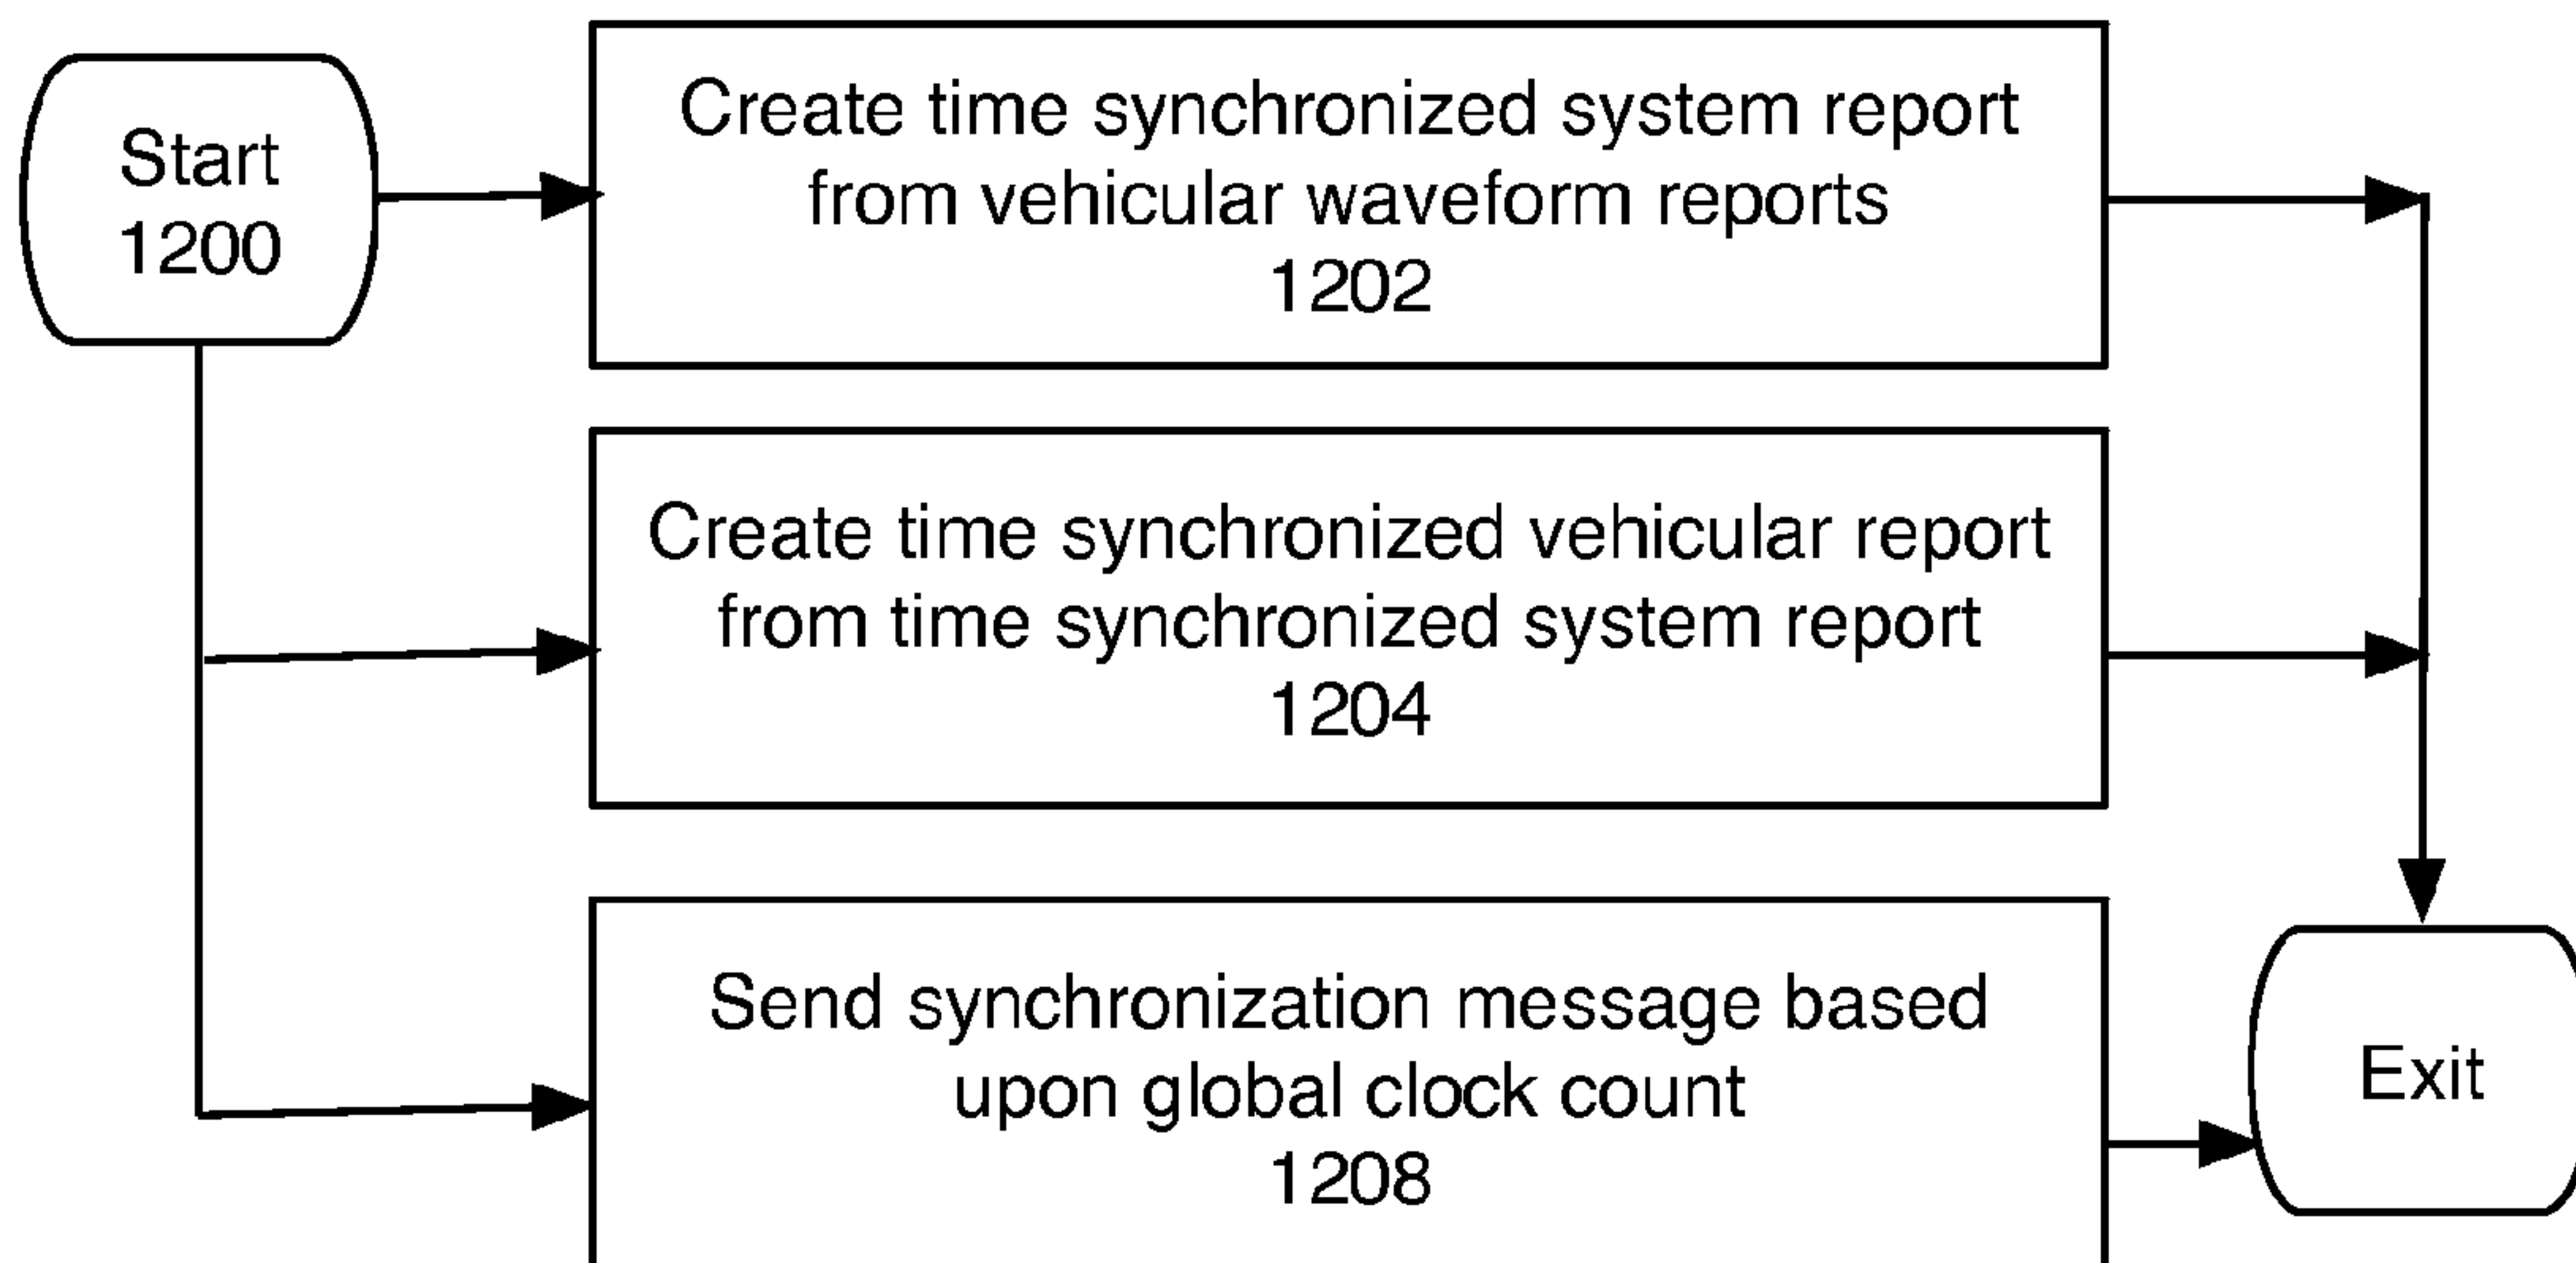 Start
1200
Create time synchronized system report
from vehicular waveform reports
1202
Create time synchronized vehicular report
from time synchronized system report
1204
Send synchronization message based
upon global clock count
1208
Exit